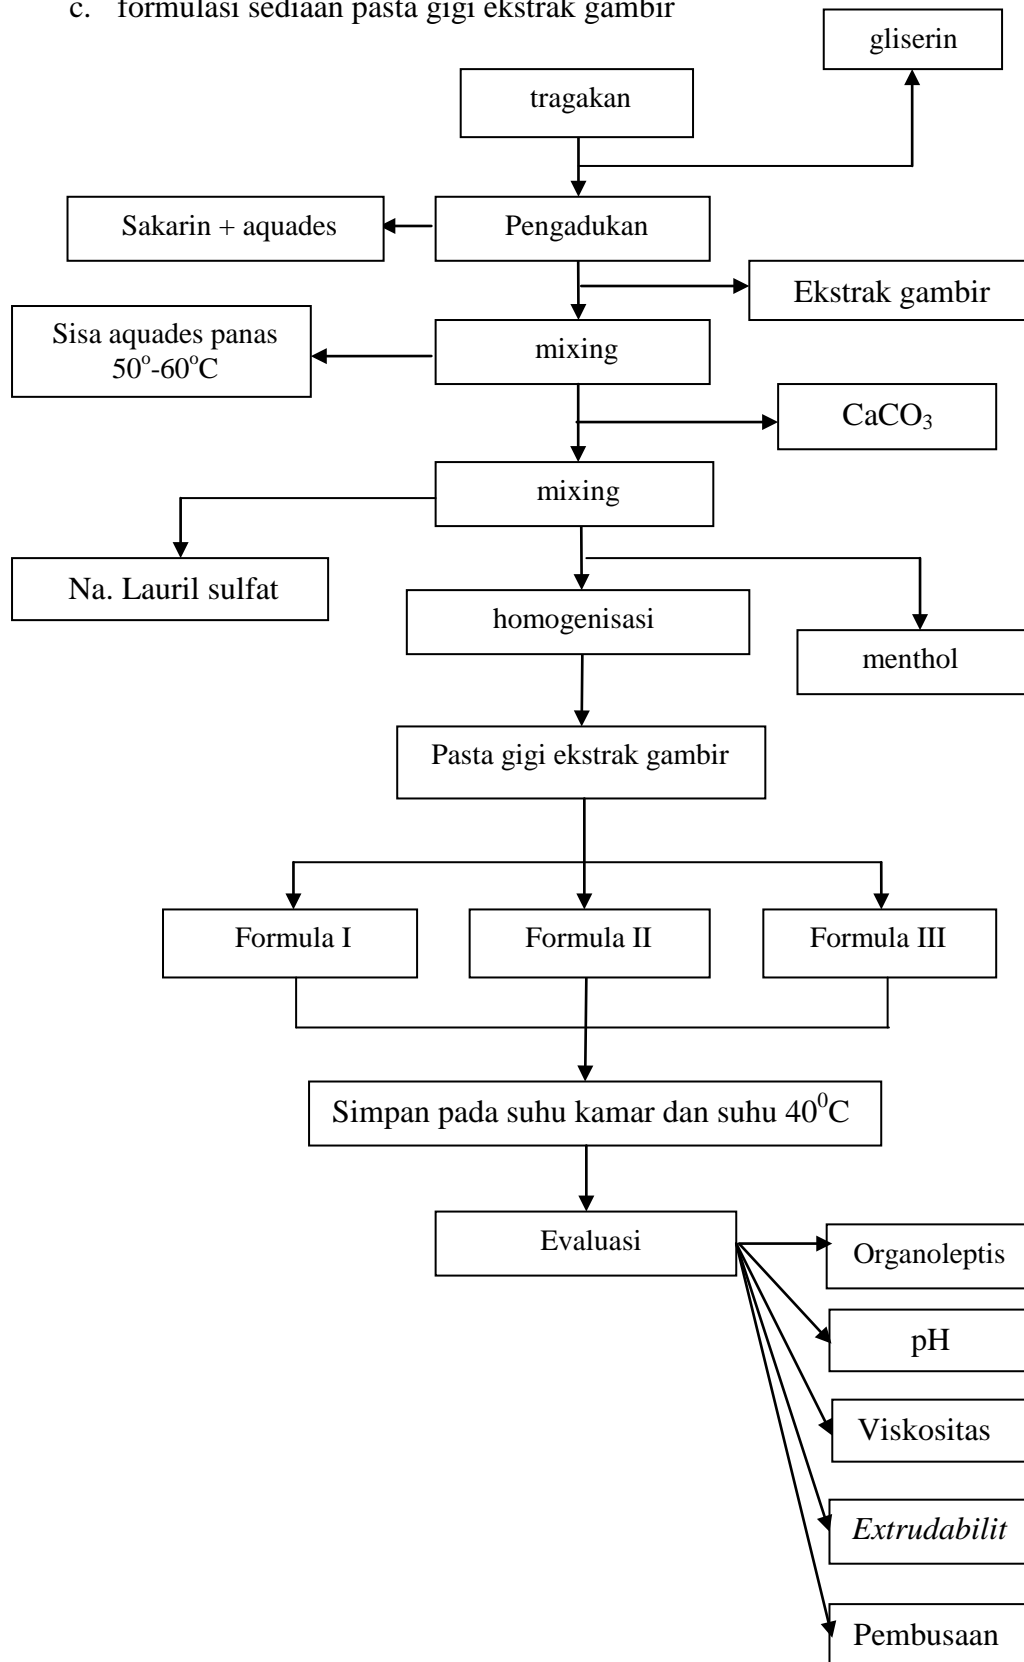 c. formulasi sediaan pasta gigi ekstrak gambir
gliserin
tragakan
Sakarin + aquades
Pengadukan
Ekstrak gambir
Sisa aquades panas
50°-60°C
mixing
CaCO₃
mixing
Na. Lauril sulfat
homogenisasi
menthol
Pasta gigi ekstrak gambir
Formula I
Formula II
Formula III
Simpan pada suhu kamar dan suhu 40⁰C
Evaluasi
Organoleptis
pH
Viskositas
Extrudabilit
Pembusaan